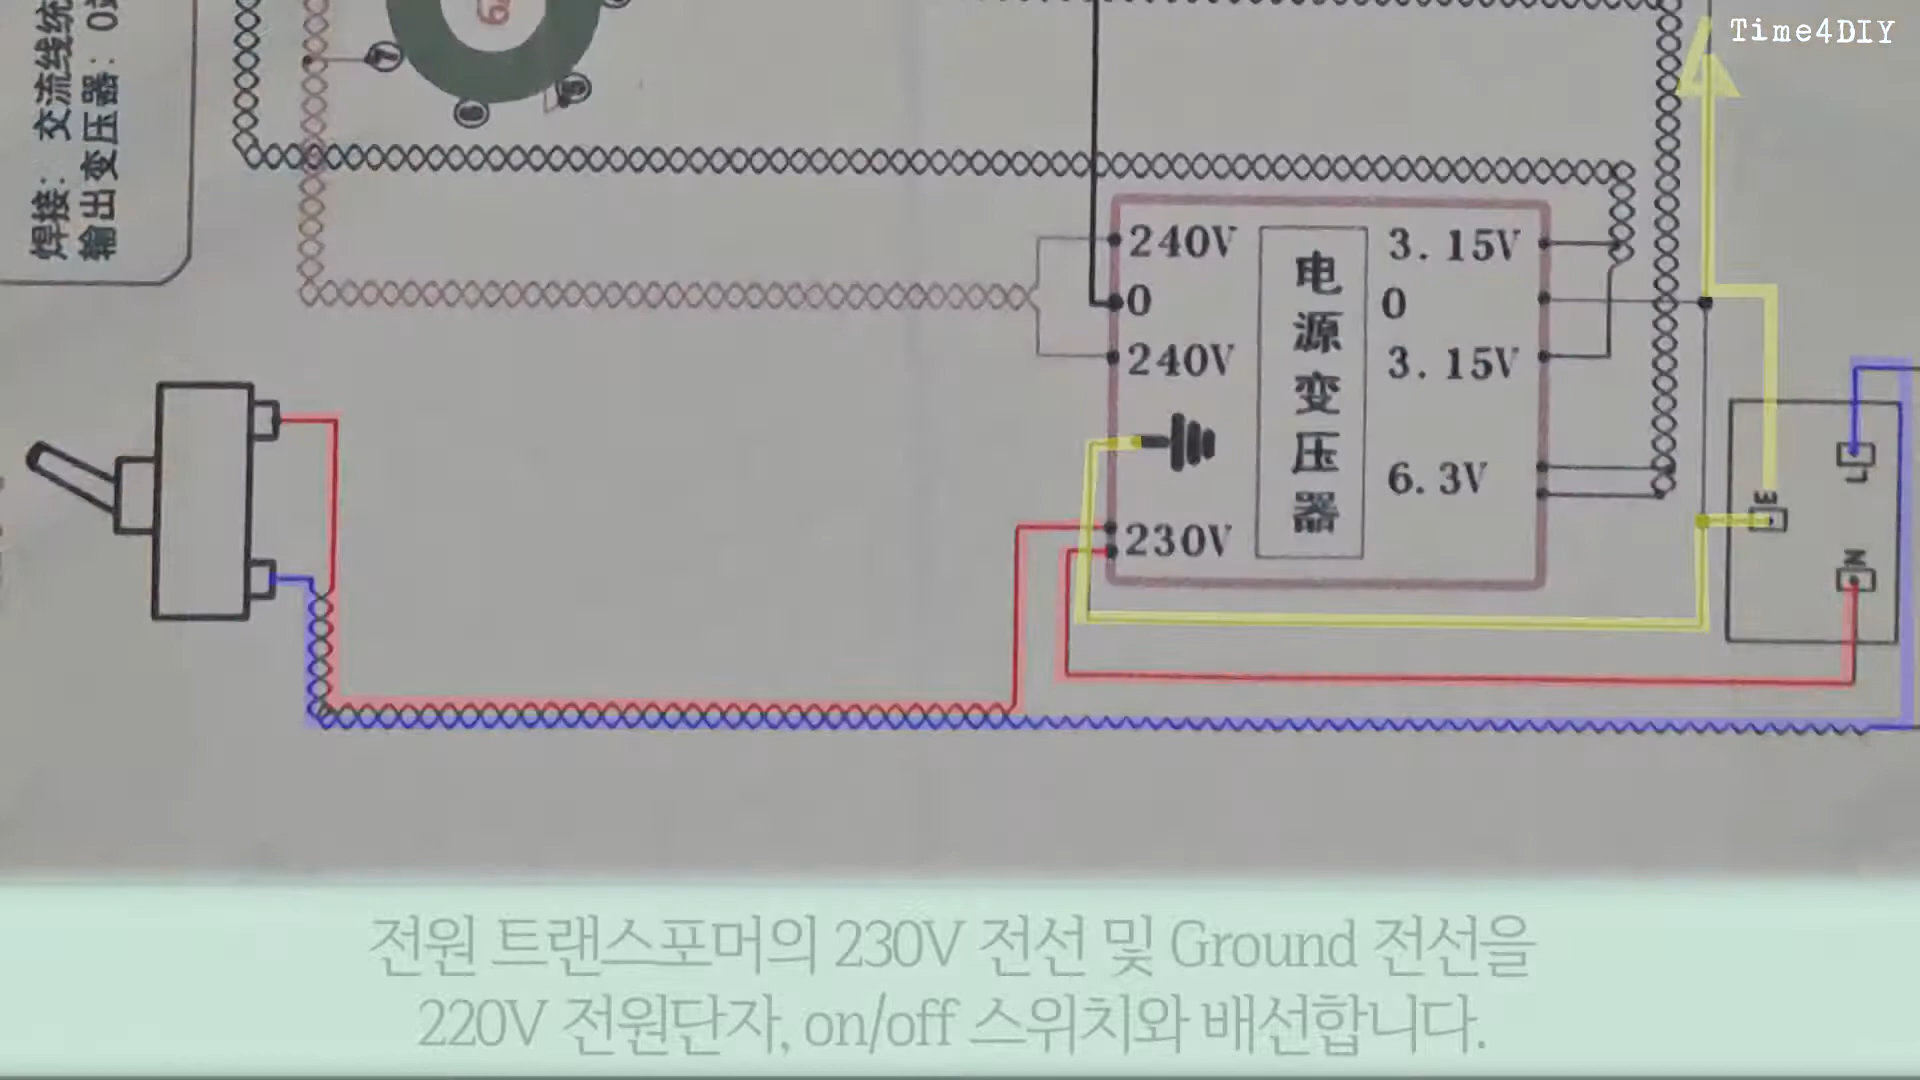 Time4DIY
焊接：交流线
输出变压器：0
⑦
⑥
240V
0
240V
230V
电源变压器
3.15V
0
3.15V
6.3V
L
E
N
전원 트랜스포머의 230V 전선 및 Ground 전선을
220V 전원단자, on/off 스위치와 배선합니다.